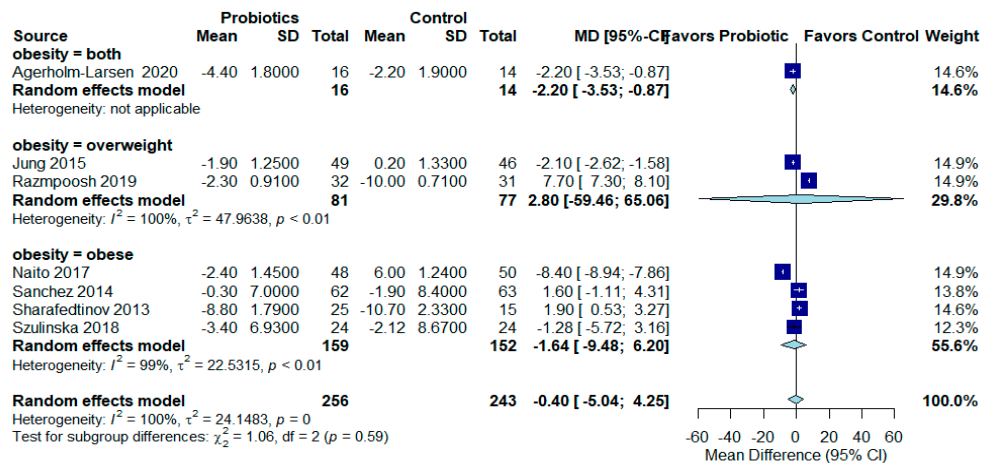 Probiotics Control
Source Mean SD Total Mean SD Total MD [95%-CI] Favors Probiotic Favors Control Weight
obesity = both
Agerholm-Larsen 2020 -4.40 1.8000 16 -2.20 1.9000 14 -2.20 [ -3.53; -0.87] 14.6%
Random effects model 16 14 -2.20 [ -3.53; -0.87] 14.6%
Heterogeneity: not applicable
obesity = overweight
Jung 2015 -1.90 1.2500 49 0.20 1.3300 46 -2.10 [ -2.62; -1.58] 14.9%
Razmpoosh 2019 -2.30 0.9100 32 -10.00 0.7100 31 7.70 [ 7.30; 8.10] 14.9%
Random effects model 81 77 2.80 [-59.46; 65.06] 29.8%
Heterogeneity: I² = 100%, τ² = 47.9638, p < 0.01
obesity = obese
Naito 2017 -2.40 1.4500 48 6.00 1.2400 50 -8.40 [ -8.94; -7.86] 14.9%
Sanchez 2014 -0.30 7.0000 62 -1.90 8.4000 63 1.60 [ -1.11; 4.31] 13.8%
Sharafedtinov 2013 -8.80 1.7900 25 -10.70 2.3300 15 1.90 [ 0.53; 3.27] 14.6%
Szulinska 2018 -3.40 6.9300 24 -2.12 8.6700 24 -1.28 [ -5.72; 3.16] 12.3%
Random effects model 159 152 -1.64 [ -9.48; 6.20] 55.6%
Heterogeneity: I² = 99%, τ² = 22.5315, p < 0.01
Random effects model 256 243 -0.40 [ -5.04; 4.25] 100.0%
Heterogeneity: I² = 100%, τ² = 24.1483, p = 0
Test for subgroup differences: χ₂² = 1.06, df = 2 (p = 0.59)
-60 -40 -20 0 20 40 60
Mean Difference (95% CI)